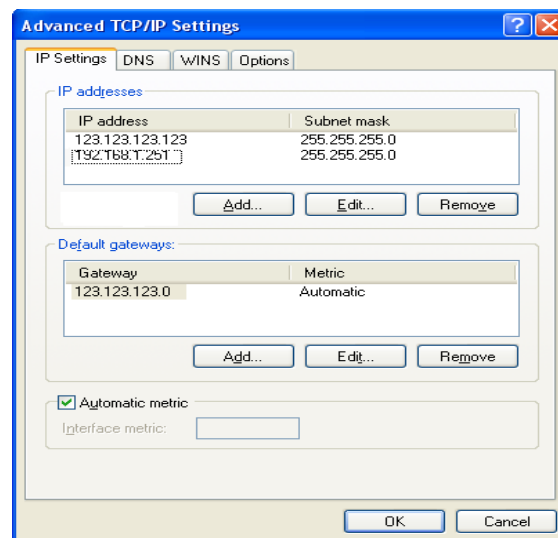 Advanced TCP/IP Settings
IP Settings DNS WINS Options
IP addresses
IP address Subnet mask
123.123.123.123 255.255.255.0
192.168.1.251 255.255.255.0
Add... Edit... Remove
Default gateways:
Gateway Metric
123.123.123.0 Automatic
Add... Edit... Remove
Automatic metric
Interface metric:
OK Cancel